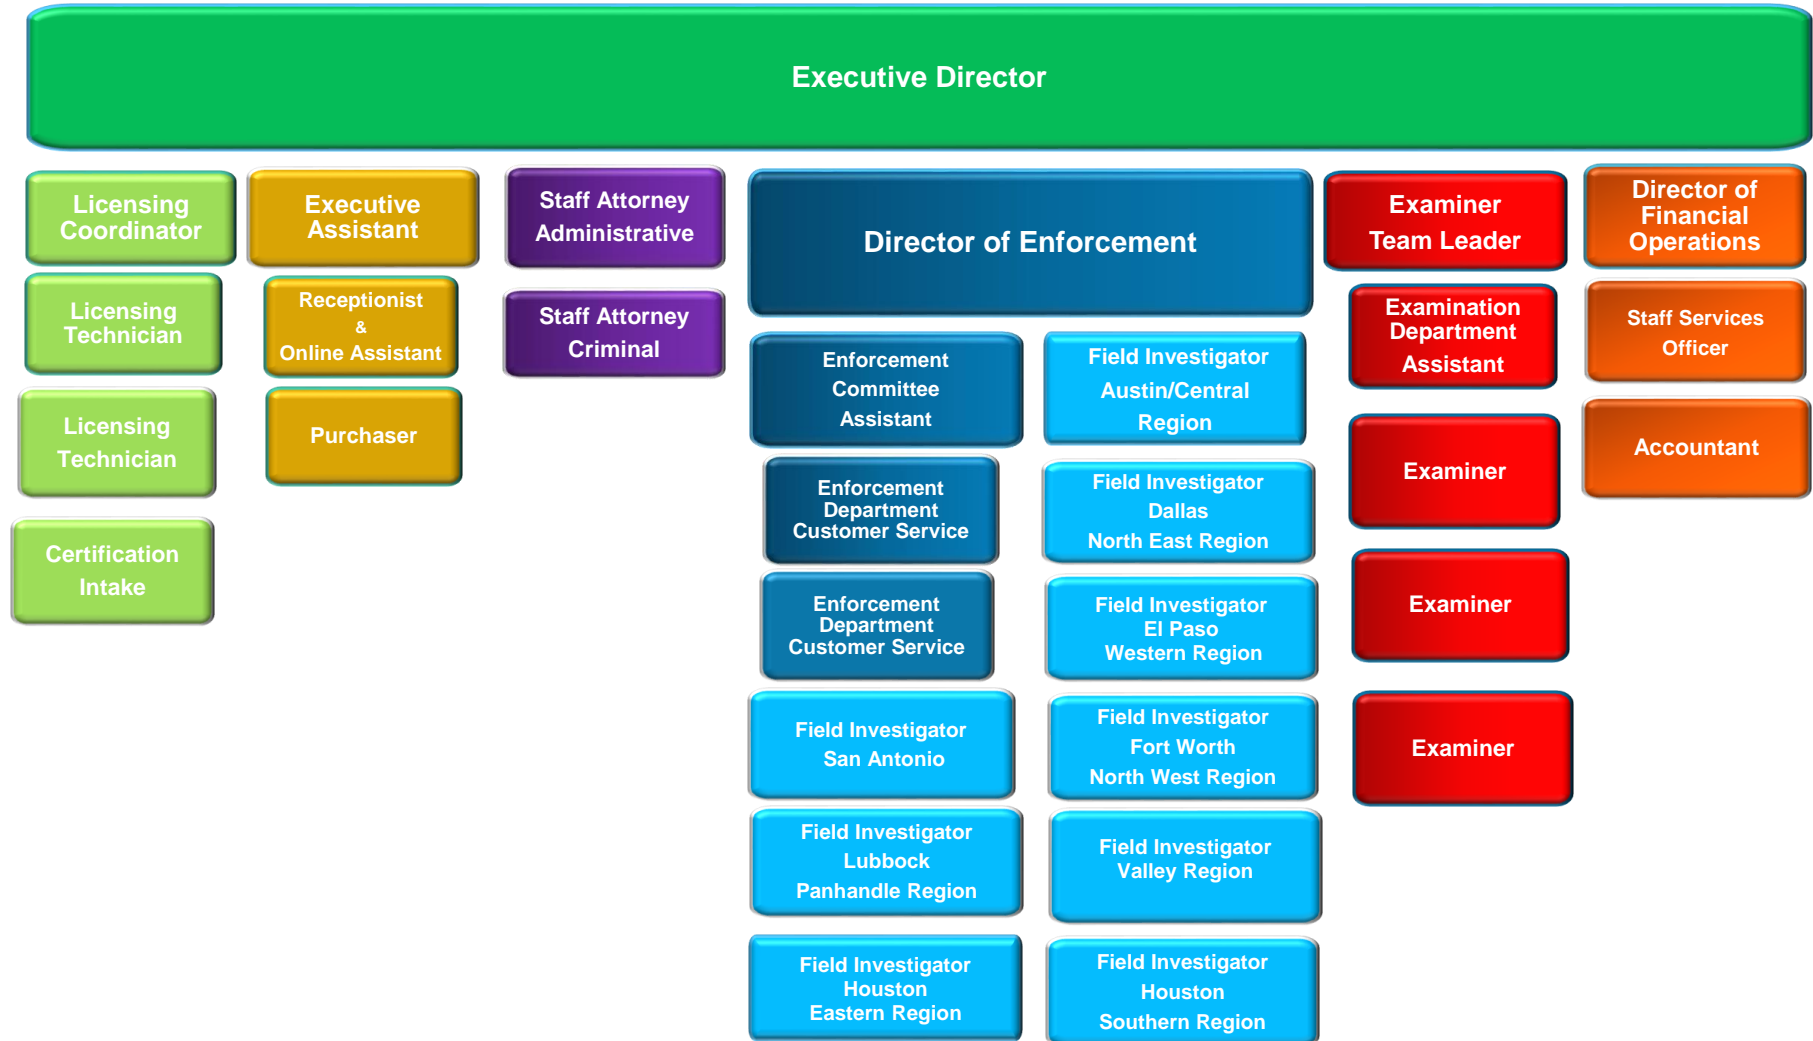 Executive Director
Licensing
Coordinator
Licensing
Technician
Licensing
Technician
Certification
Intake
Executive
Assistant
Receptionist
&
Online Assistant
Purchaser
Staff Attorney
Administrative
Staff Attorney
Criminal
Director of Enforcement
Enforcement
Committee
Assistant
Enforcement
Department
Customer Service
Enforcement
Department
Customer Service
Field Investigator
San Antonio
Field Investigator
Lubbock
Panhandle Region
Field Investigator
Houston
Eastern Region
Field Investigator
Austin/Central
Region
Field Investigator
Dallas
North East Region
Field Investigator
El Paso
Western Region
Field Investigator
Fort Worth
North West Region
Field Investigator
Valley Region
Field Investigator
Houston
Southern Region
Examiner
Team Leader
Examination
Department
Assistant
Examiner
Examiner
Examiner
Director of
Financial
Operations
Staff Services
Officer
Accountant